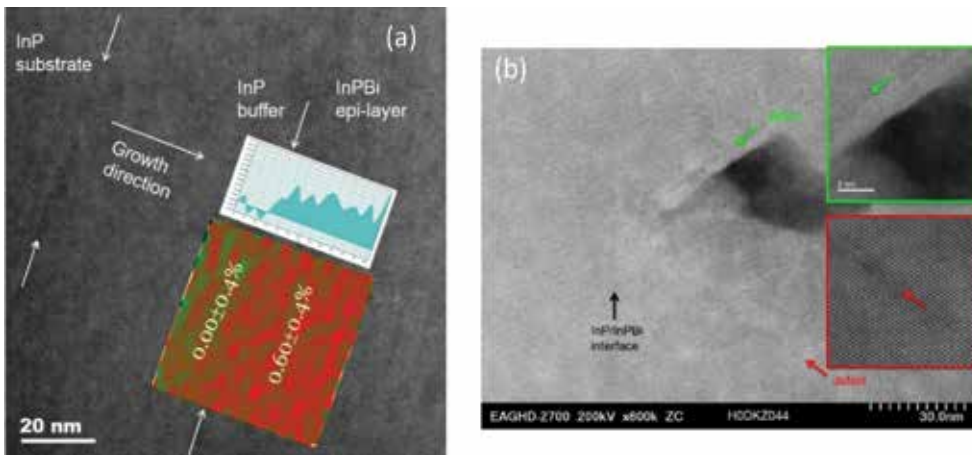 (a)
InP
substrate
InP
buffer
InPBi
epi-layer
Growth
direction
0.00±0.4%
0.60±0.4%
20 nm
(b)
InP/InPBi
interface
EAGHD-2700 200kV x600k ZC H0DKZ044
30.0nm